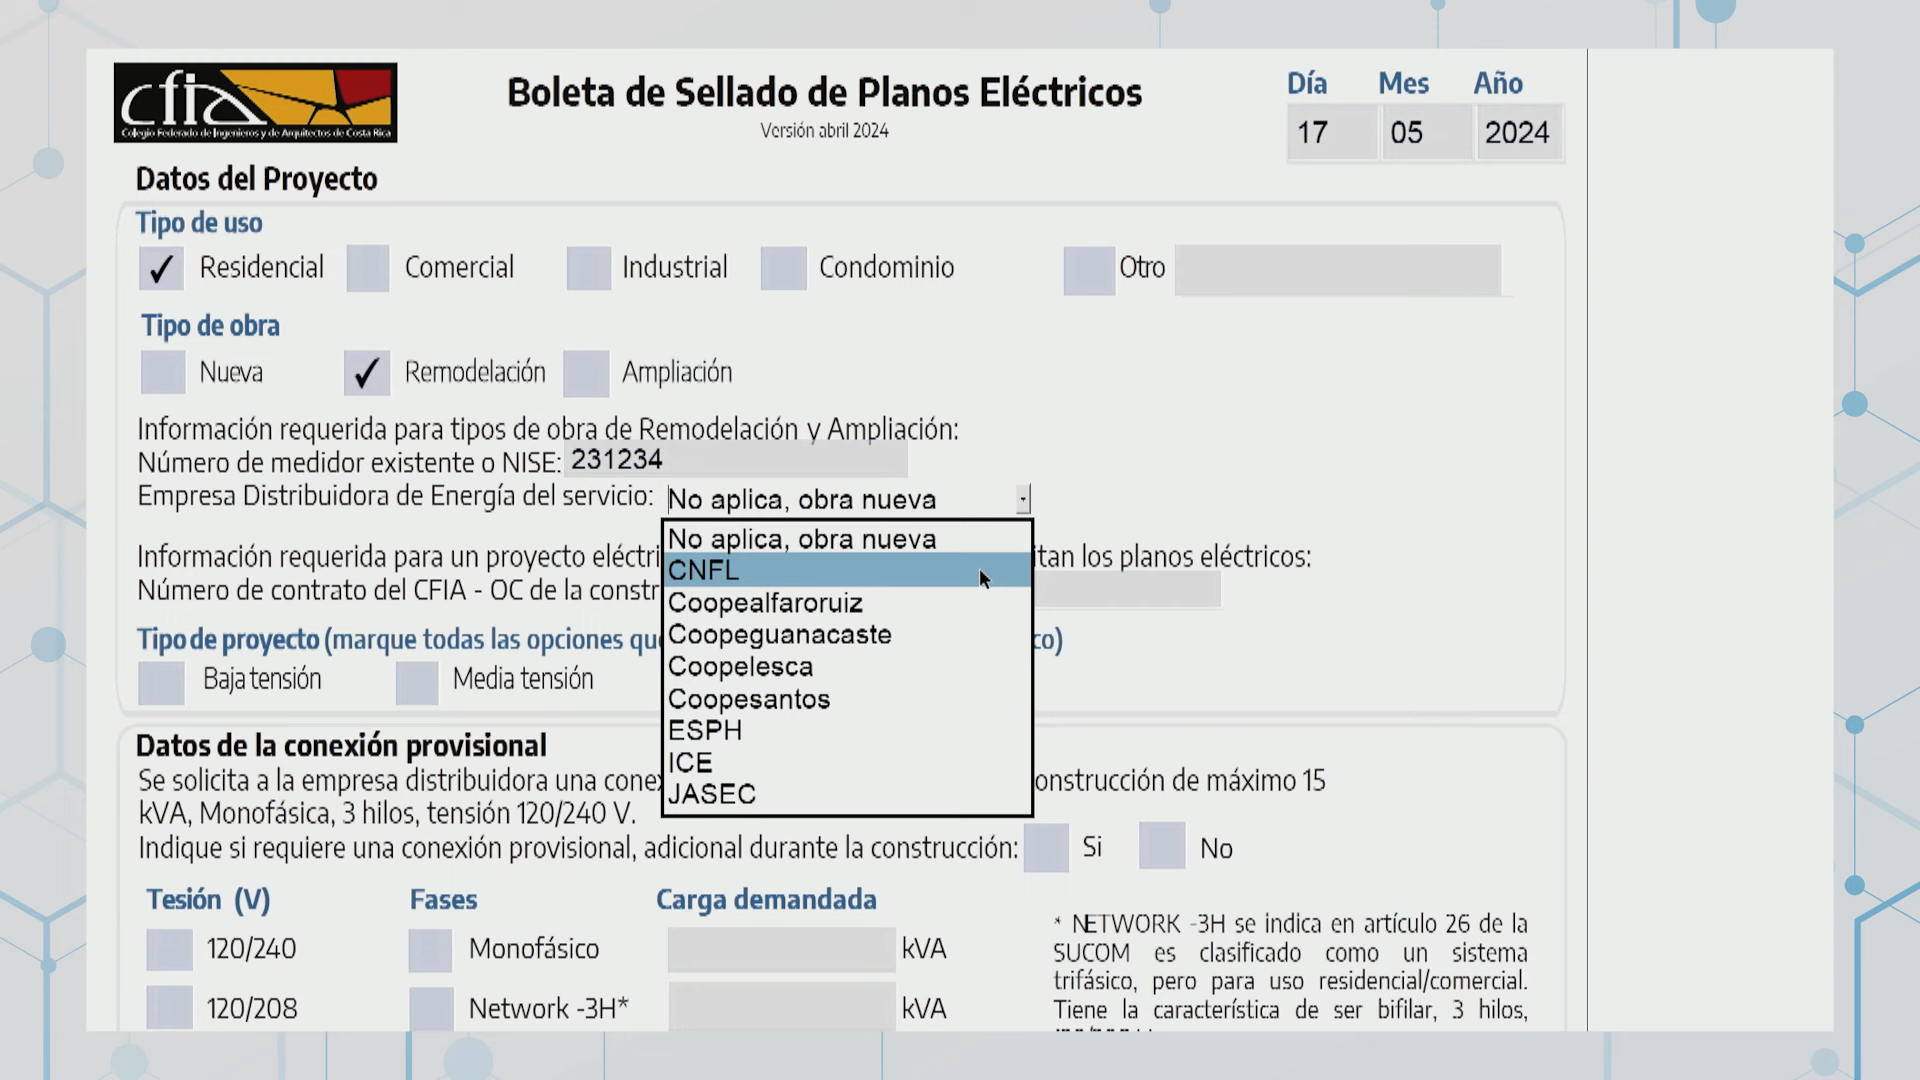 cfia
Colegio Federado de Ingenieros y de Arquitectos de Costa Rica
Boleta de Sellado de Planos Eléctricos
Versión abril 2024
Día Mes Año
17 05 2024
Datos del Proyecto
Tipo de uso
✓ Residencial Comercial Industrial Condominio Otro
Tipo de obra
Nueva ✓ Remodelación Ampliación
Información requerida para tipos de obra de Remodelación y Ampliación:
Número de medidor existente o NISE: 231234
Empresa Distribuidora de Energía del servicio: No aplica, obra nueva
No aplica, obra nueva
CNFL
Coopealfaroruiz
Coopeguanacaste
Coopelesca
Coopesantos
ESPH
ICE
JASEC
Información requerida para un proyecto eléctri itan los planos eléctricos:
Número de contrato del CFIA - OC de la constr
Tipo de proyecto (marque todas las opciones que co)
Baja tensión Media tensión
Datos de la conexión provisional
Se solicita a la empresa distribuidora una conex onstrucción de máximo 15
kVA, Monofásica, 3 hilos, tensión 120/240 V.
Indique si requiere una conexión provisional, adicional durante la construcción: Si No
Tesión (V) Fases Carga demandada
120/240 Monofásico kVA
120/208 Network -3H* kVA
* NETWORK -3H se indica en artículo 26 de la
SUCOM es clasificado como un sistema
trifásico, pero para uso residencial/comercial.
Tiene la característica de ser bifilar, 3 hilos,